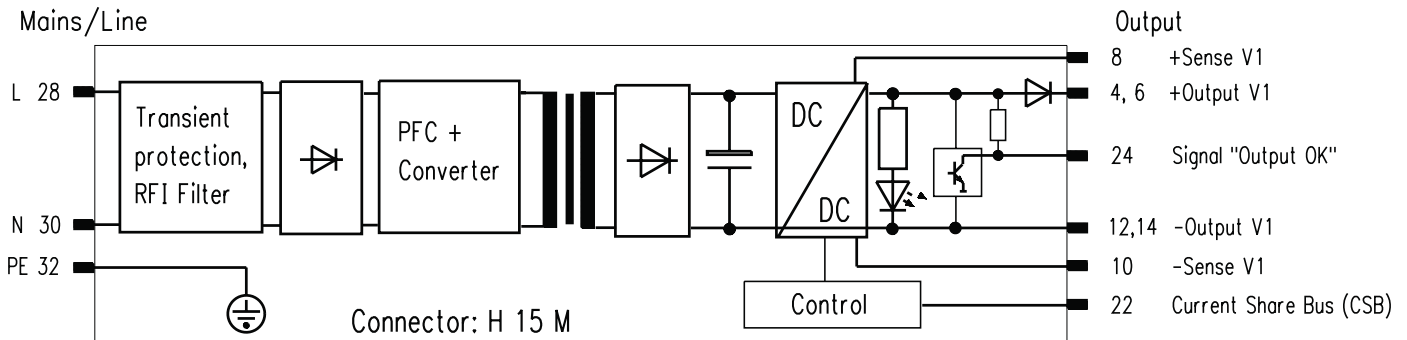 Mains/Line
Output
8 +Sense V1
L 28
4, 6 +Output V1
Transient
protection,
RFI Filter
PFC +
Converter
DC
DC
24 Signal "Output OK"
N 30
12,14 -Output V1
PE 32
10 -Sense V1
Control
22 Current Share Bus (CSB)
Connector: H 15 M